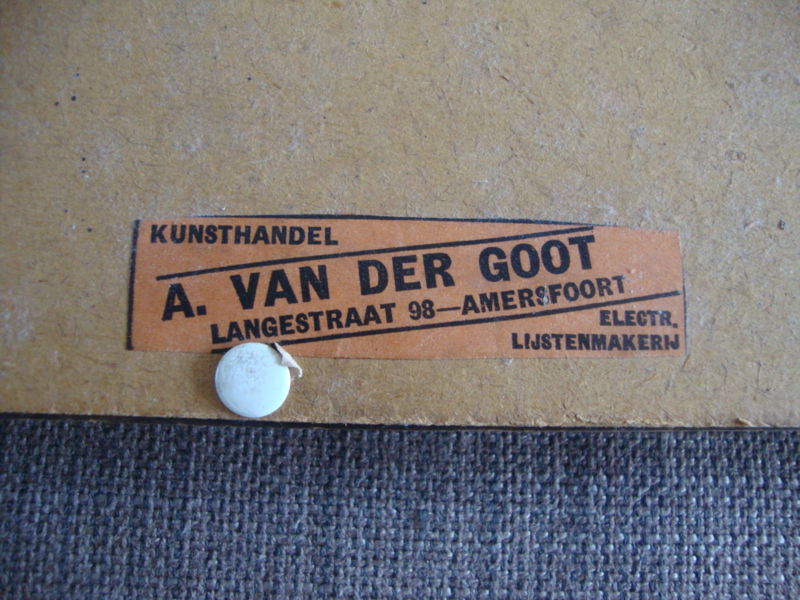 KUNSTHANDEL
A. VAN DER GOOT
LANGESTRAAT 98—AMERSFOORT
ELECTR.
LIJSTENMAKERIJ